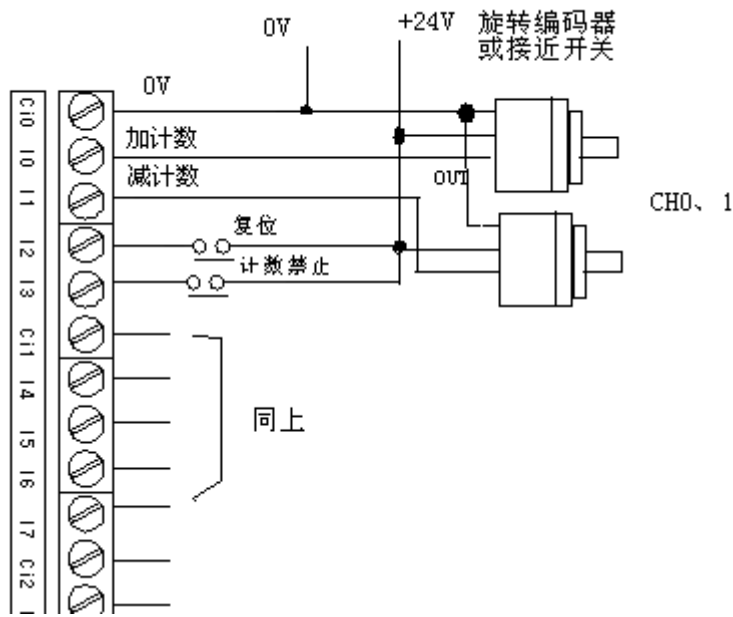 0V
+24V
旋转编码器
或接近开关
0V
加计数
减计数
OUT
CH0、1
复位
计数禁止
同上
Ci0
I0
I1
I2
I3
Ci1
I4
I5
I6
I7
Ci2